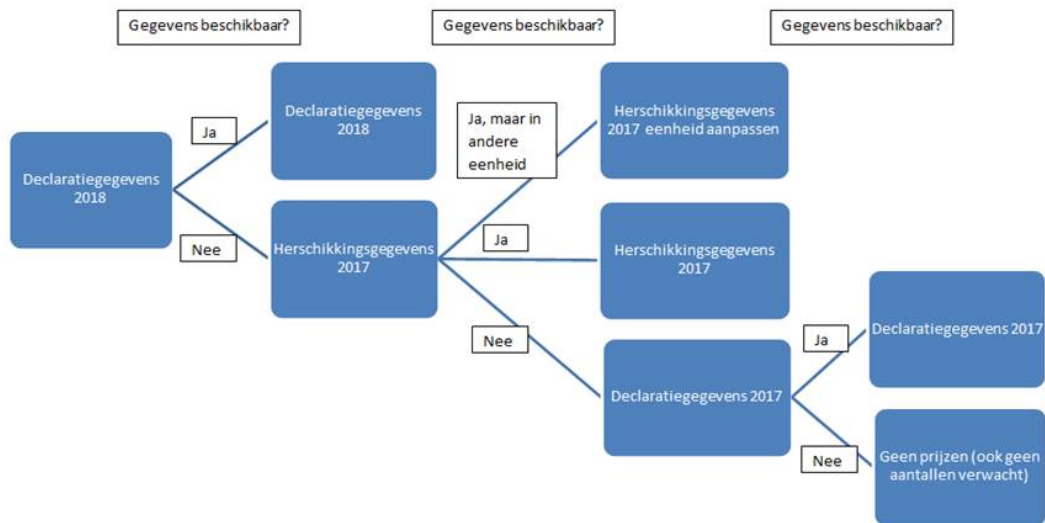 Gegevens beschikbaar?
Gegevens beschikbaar?
Gegevens beschikbaar?
Declaratiegegevens
2018
Ja
Nee
Declaratiegegevens
2018
Herschikkingsgegevens
2017
Ja, maar in
andere
eenheid
Ja
Nee
Herschikkingsgegevens
2017 eenheid aanpassen
Herschikkingsgegevens
2017
Declaratiegegevens 2017
Ja
Nee
Declaratiegegevens 2017
Geen prijzen (ook geen
aantallen verwacht)